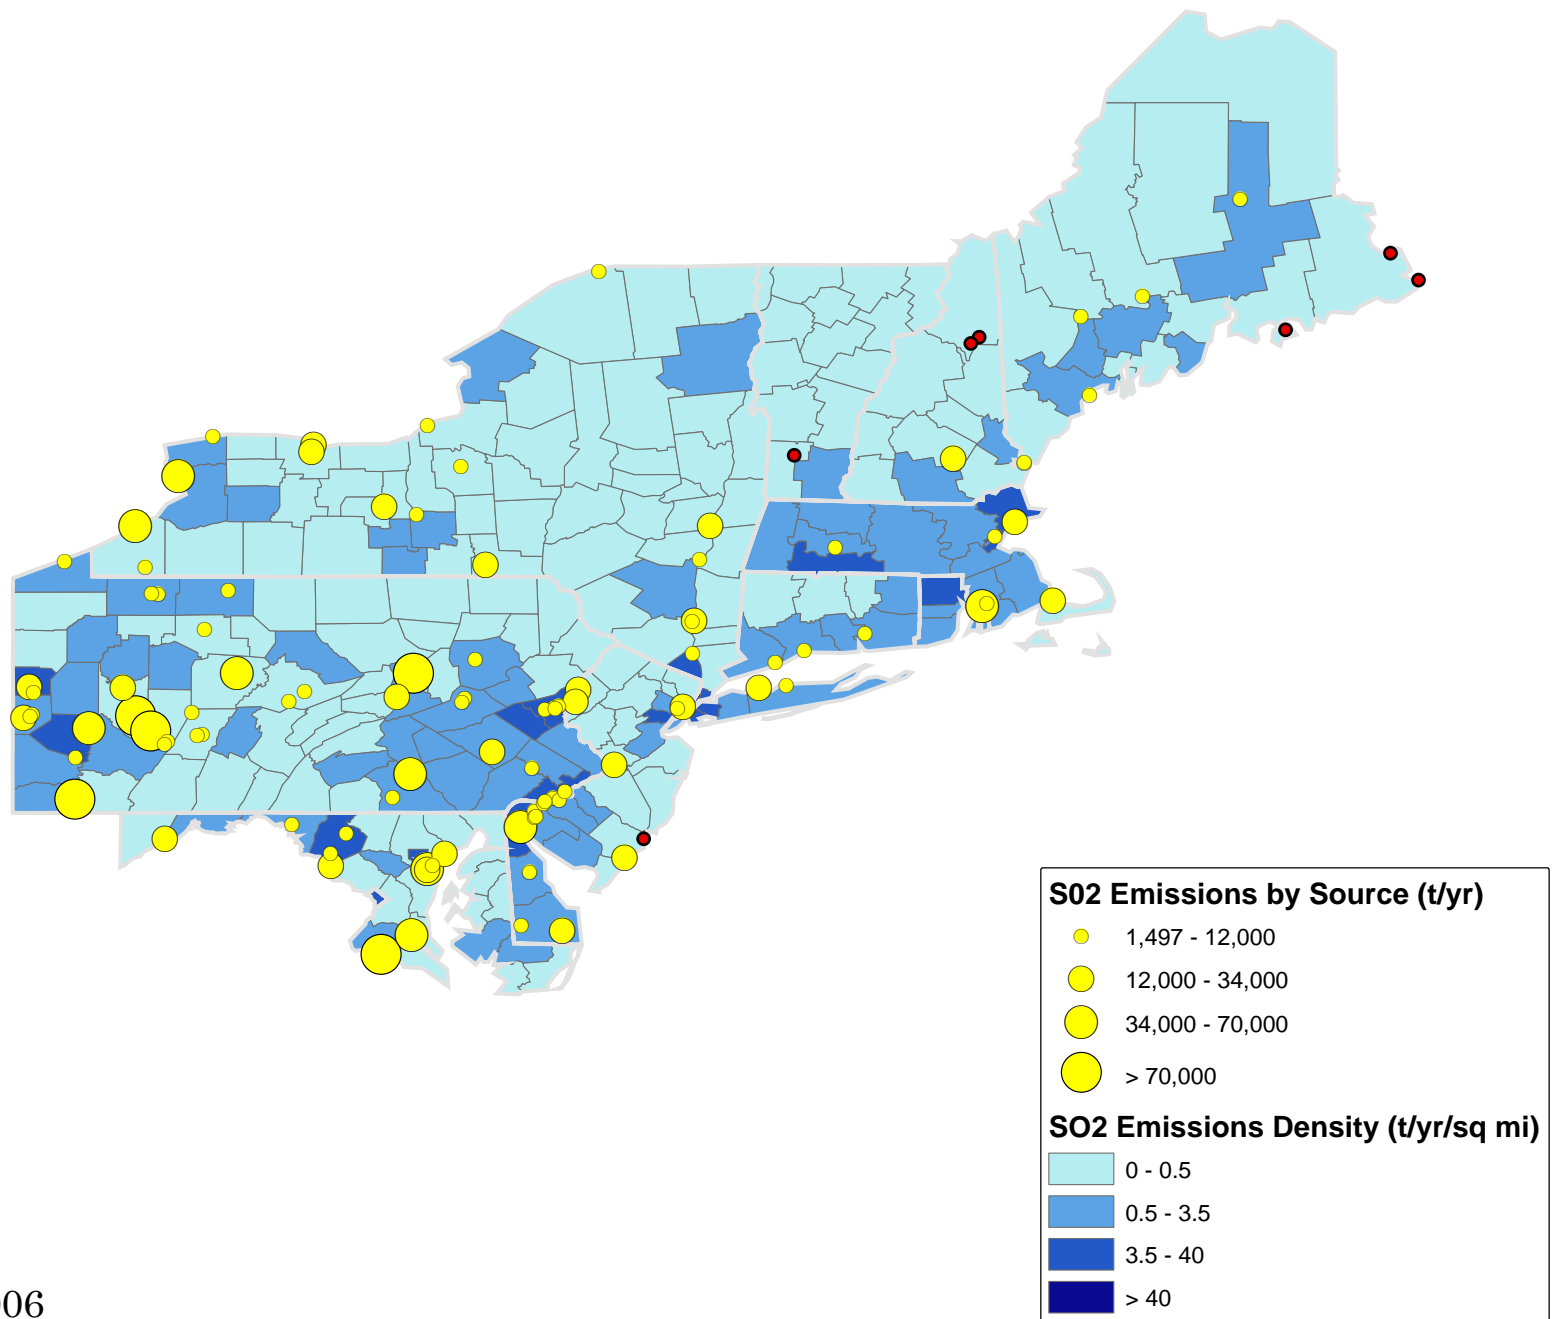 S02 Emissions by Source (t/yr)
1,497 - 12,000
12,000 - 34,000
34,000 - 70,000
> 70,000
SO2 Emissions Density (t/yr/sq mi)
0 - 0.5
0.5 - 3.5
3.5 - 40
> 40
06